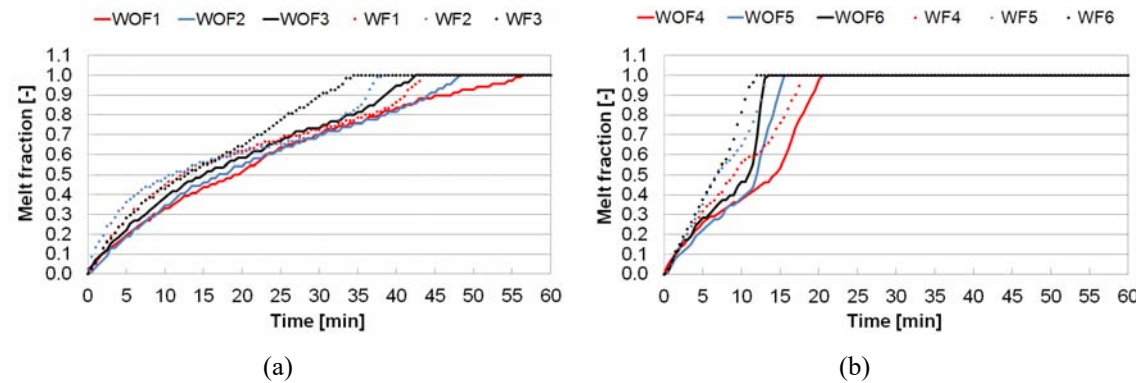 WOF1 WOF2 WOF3 WF1 WF2 WF3
1.1
1.0
0.9
0.8
0.7
0.6
0.5
0.4
0.3
0.2
0.1
0.0
Melt fraction [-]
0 5 10 15 20 25 30 35 40 45 50 55 60
Time [min]
(a)
WOF4 WOF5 WOF6 WF4 WF5 WF6
1.1
1.0
0.9
0.8
0.7
0.6
0.5
0.4
0.3
0.2
0.1
0.0
Melt fraction [-]
0 5 10 15 20 25 30 35 40 45 50 55 60
Time [min]
(b)